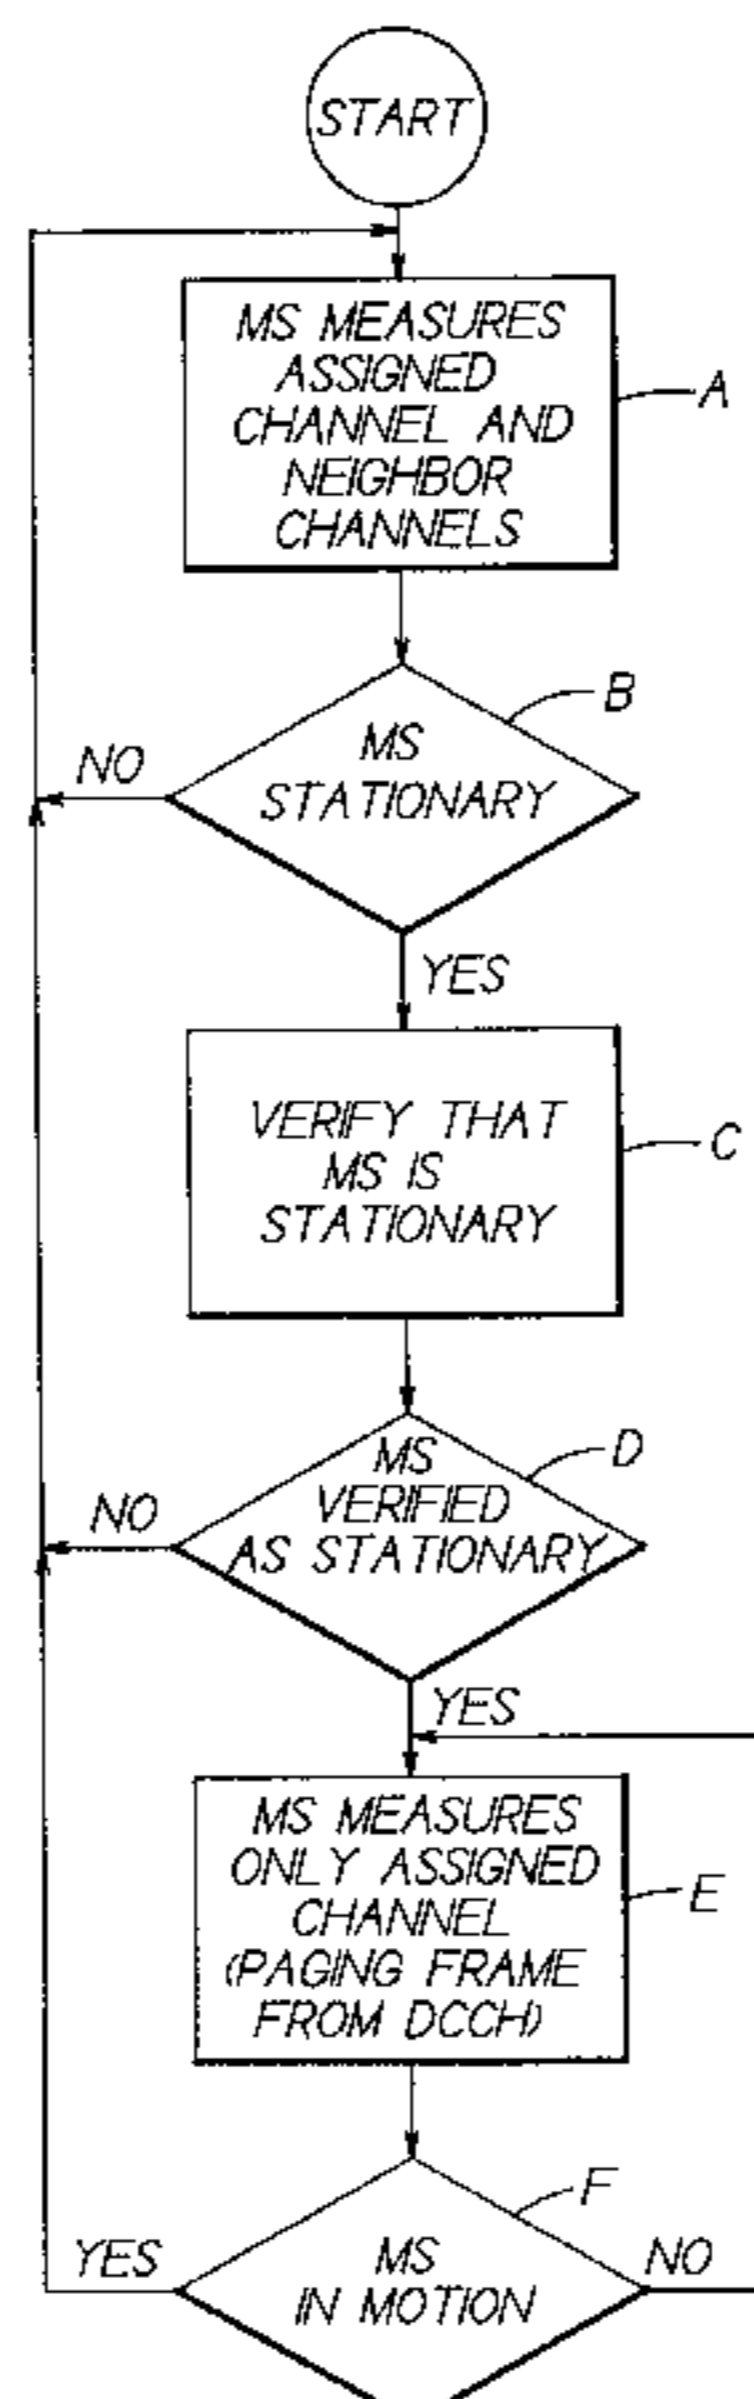 START
MS MEASURES
ASSIGNED
CHANNEL AND
NEIGHBOR
CHANNELS
A
B
MS
STATIONARY
NO
YES
VERIFY THAT
MS IS
STATIONARY
C
D
MS
VERIFIED
AS STATIONARY
NO
YES
MS MEASURES
ONLY ASSIGNED
CHANNEL
(PAGING FRAME
FROM DCCH)
E
F
YES
MS
IN MOTION
NO